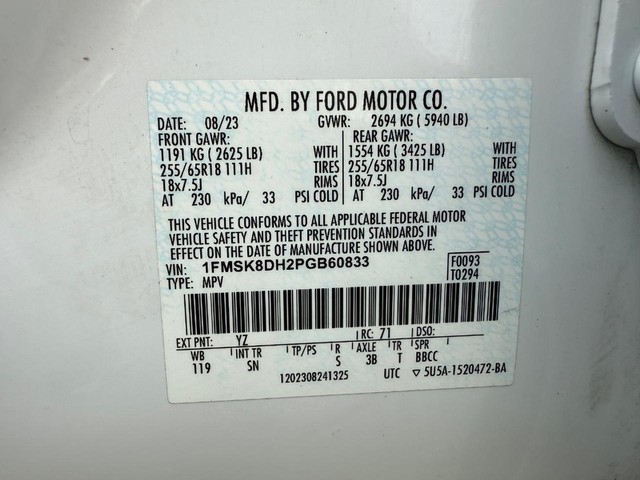 MFD. BY FORD MOTOR CO.
DATE: 08/23 GVWR: 2694 KG ( 5940 LB)
FRONT GAWR: REAR GAWR:
1191 KG ( 2625 LB) WITH 1554 KG ( 3425 LB) WITH
255/65R18 111H TIRES 255/65R18 111H TIRES
18x7.5J RIMS 18x7.5J RIMS
AT 230 kPa/ 33 PSI COLD AT 230 kPa/ 33 PSI COLD
THIS VEHICLE CONFORMS TO ALL APPLICABLE FEDERAL MOTOR
VEHICLE SAFETY AND THEFT PREVENTION STANDARDS IN
EFFECT ON THE DATE OF MANUFACTURE SHOWN ABOVE.
VIN: 1FMSK8DH2PGB60833 F0093
TYPE: MPV T0294
EXT PNT: YZ RC: 71 DSO:
WB INT TR TP/PS R AXLE TR SPR
119 SN S 3B T BBCC
1202308241325 UTC ▽ 5U5A-1520472-BA